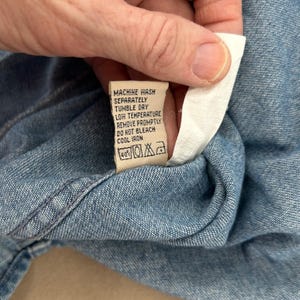 MACHINE WASH
SEPARATELY
TUMBLE DRY
LOW TEMPERATURE
REMOVE PROMPTLY
DO NOT BLEACH
COOL IRON